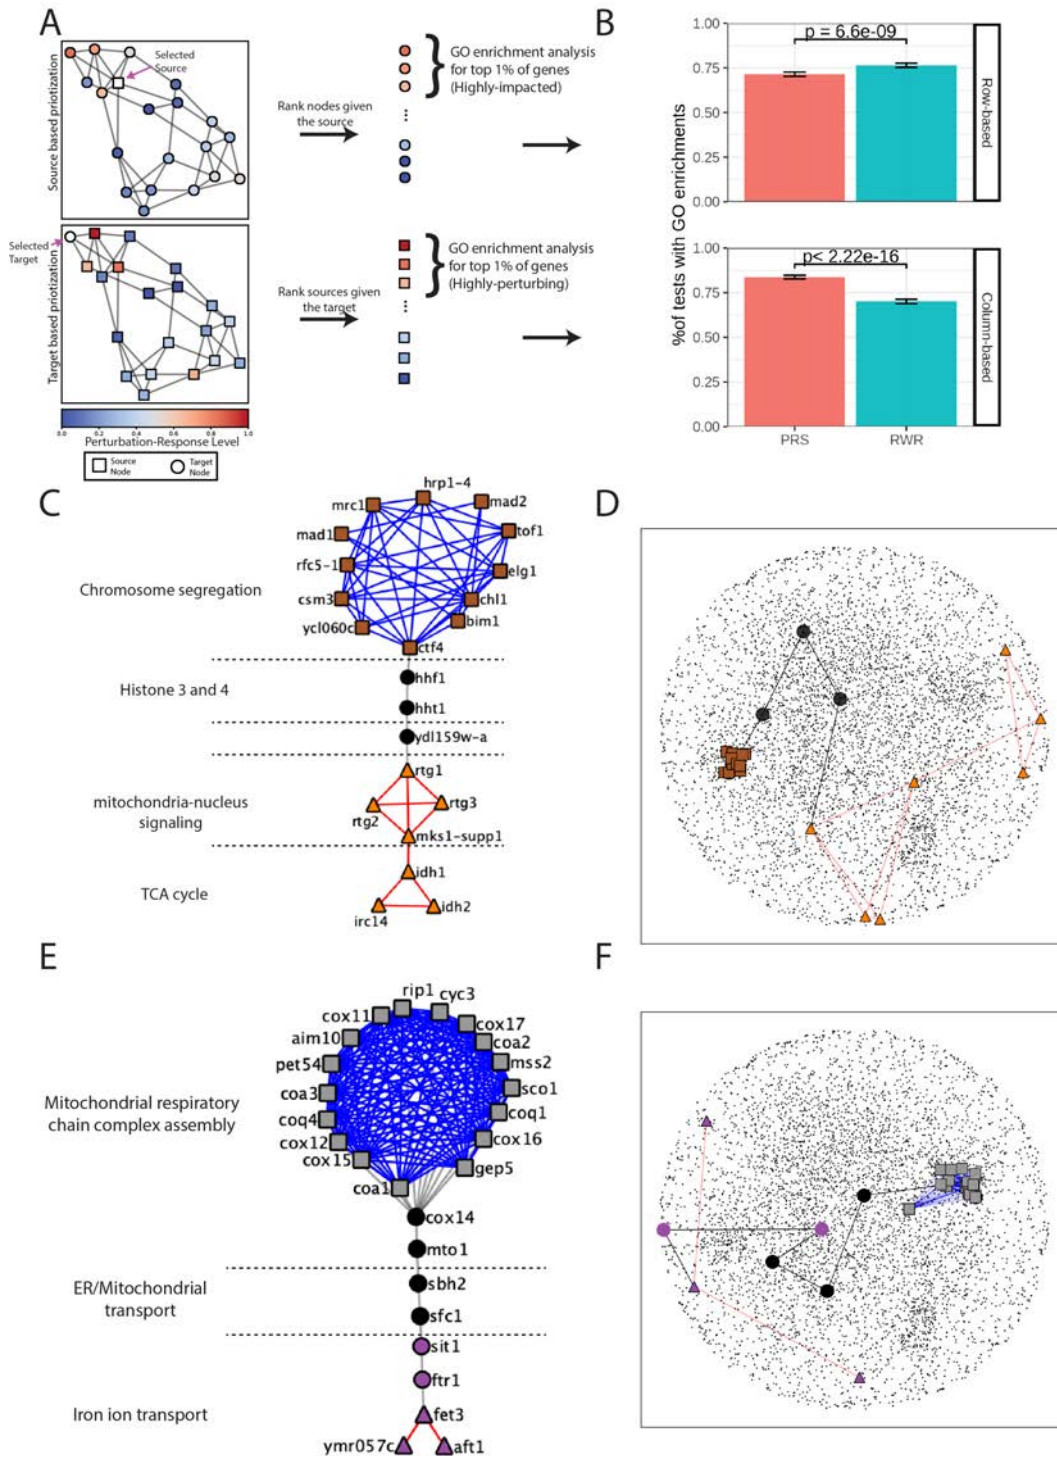 A
Source based priotization
Selected
Source
Rank nodes given
the source
GO enrichment analysis
for top 1% of genes
(Highly-impacted)
Selected
Target
Target based priotization
Rank sources given
the target
GO enrichment analysis
for top 1% of genes
(Highly-perturbing)
0.0 0.2 0.4 0.6 0.8 1.0
Perturbation-Response Level
Source
Node
Target
Node
B
%of tests with GO enrichments
1.00
0.75
0.50
0.25
0.00
p = 6.6e-09
Row-based
1.00
0.75
0.50
0.25
0.00
p< 2.22e-16
Column-based
PRS RWR
C
Chromosome segregation
hrp1-4
mrc1
mad2
mad1
tof1
rfc5-1
elg1
csm3
chl1
ycl060c
bim1
ctf4
Histone 3 and 4
hhf1
hht1
ydl159w-a
mitochondria-nucleus
signaling
rtg1
rtg2
rtg3
mks1-supp1
TCA cycle
idh1
irc14
idh2
D
E
Mitochondrial respiratory
chain complex assembly
rip1
cyc3
cox11
cox17
aim10
coa2
pet54
mss2
coa3
sco1
coq4
coq1
cox12
cox16
cox15
gep5
coa1
cox14
mto1
ER/Mitochondrial
transport
sbh2
sfc1
sit1
ftr1
Iron ion transport
fet3
ymr057c
aft1
F